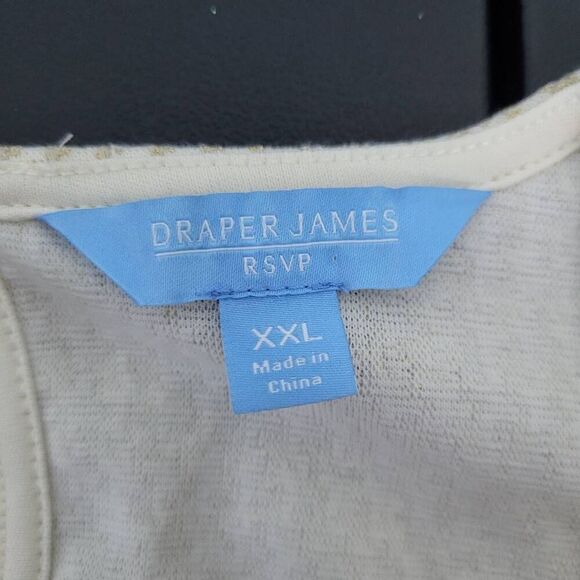 DRAPER JAMES
RSVP
XXL
Made in
China